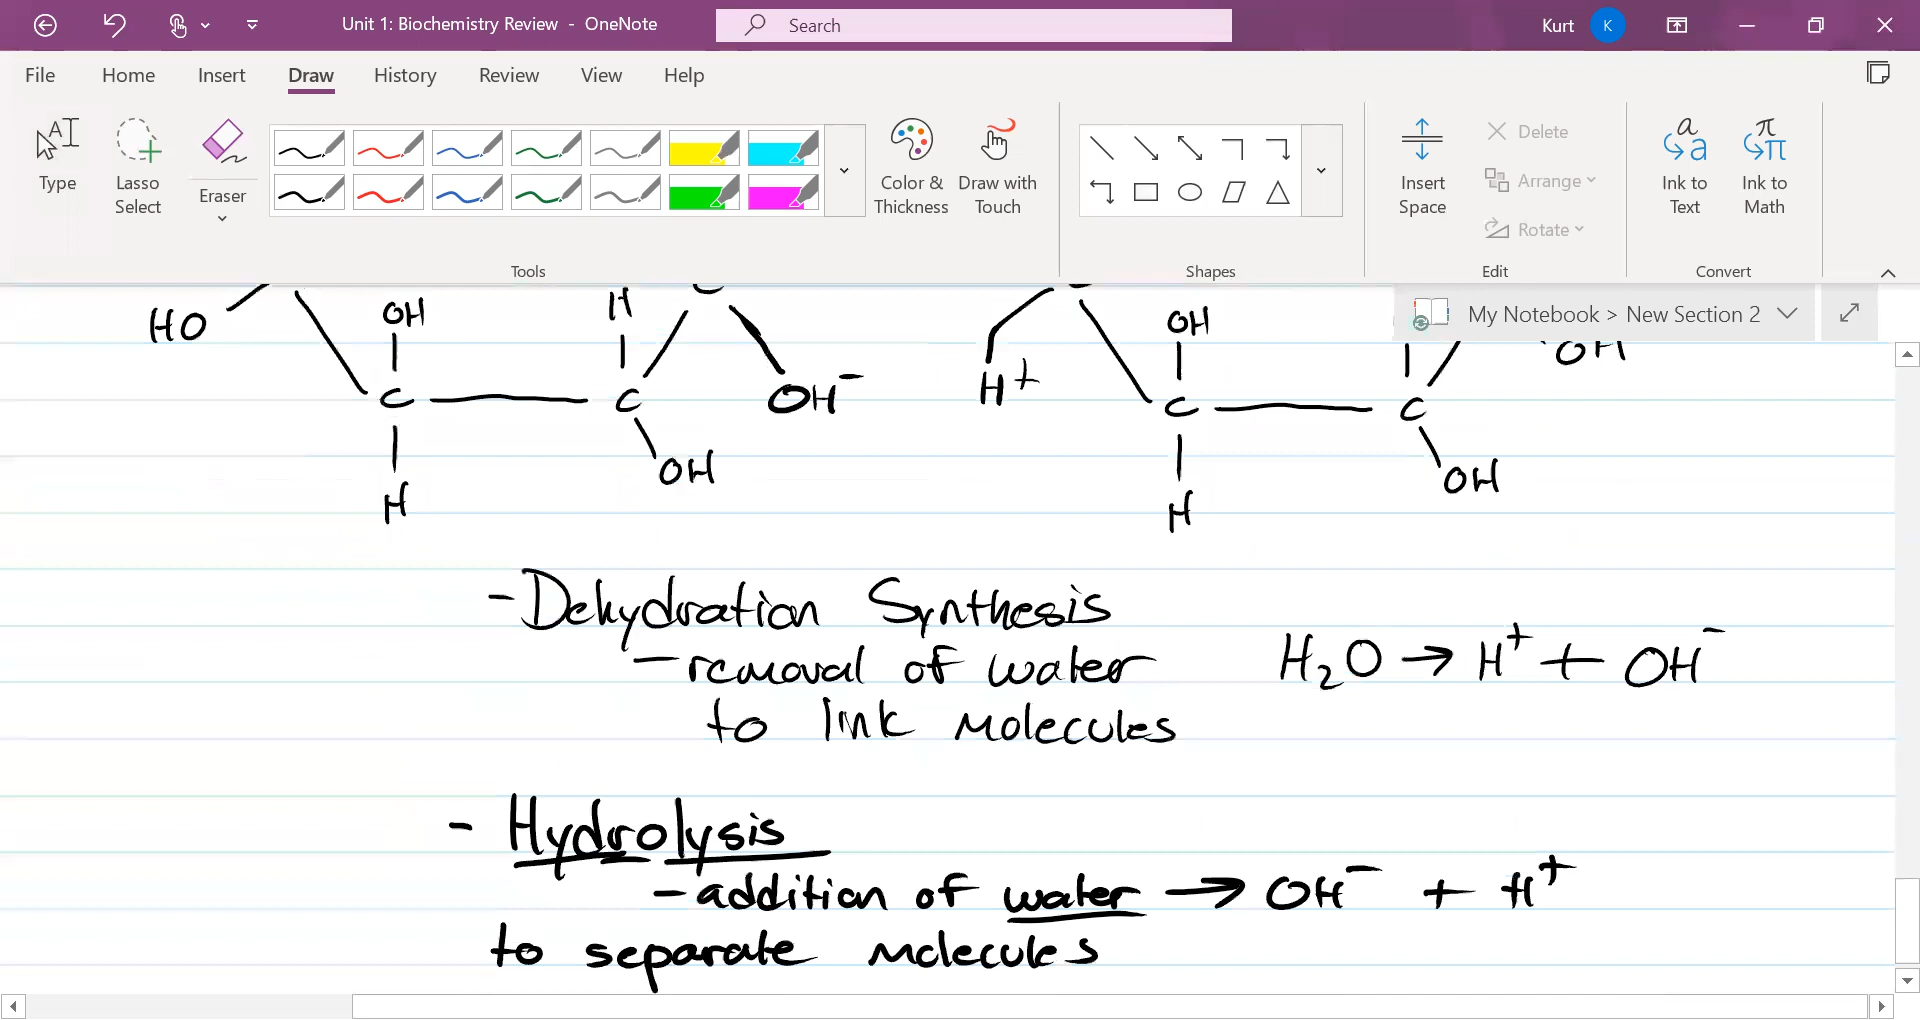 Unit 1: Biochemistry Review - OneNote
Search
Kurt K
File Home Insert Draw History Review View Help
Type
Lasso Select
Eraser
Color & Thickness
Draw with Touch
Insert Space
Delete
Arrange
Rotate
Ink to Text
Ink to Math
Tools
Shapes
Edit
Convert
My Notebook > New Section 2
HO OH H C C OH
H⁺ OH
C C OH⁻ C C
OH OH
H H
- Dehydration Synthesis
- removal of water H₂O → H⁺ + OH⁻
to link molecules
- Hydrolysis
- addition of water → OH⁻ + H⁺
to separate molecules